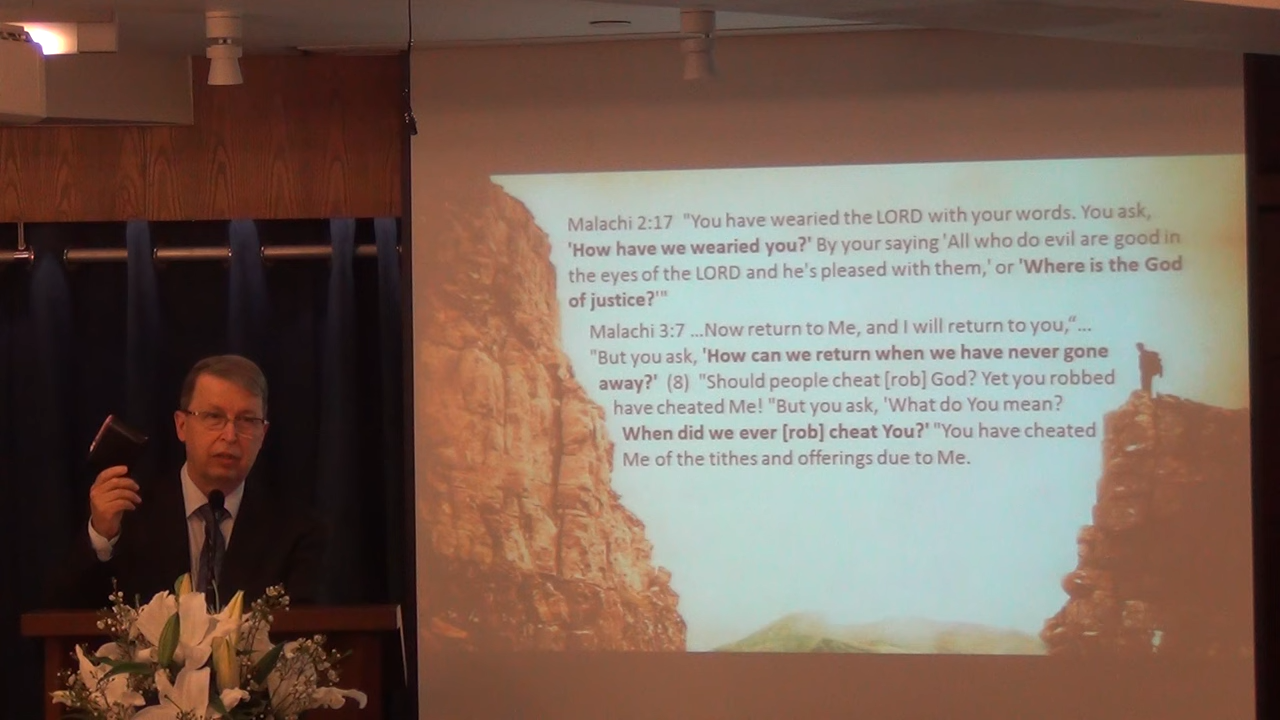 Malachi 2:17  "You have wearied the LORD with your words. You ask,
'How have we wearied you?' By your saying 'All who do evil are good in
the eyes of the LORD and he's pleased with them,' or 'Where is the God
of justice?'"
Malachi 3:7 ...Now return to Me, and I will return to you,“...
"But you ask, 'How can we return when we have never gone
away?'  (8)  "Should people cheat [rob] God? Yet you robbed
have cheated Me! "But you ask, 'What do You mean?
When did we ever [rob] cheat You?' "You have cheated
Me of the tithes and offerings due to Me.